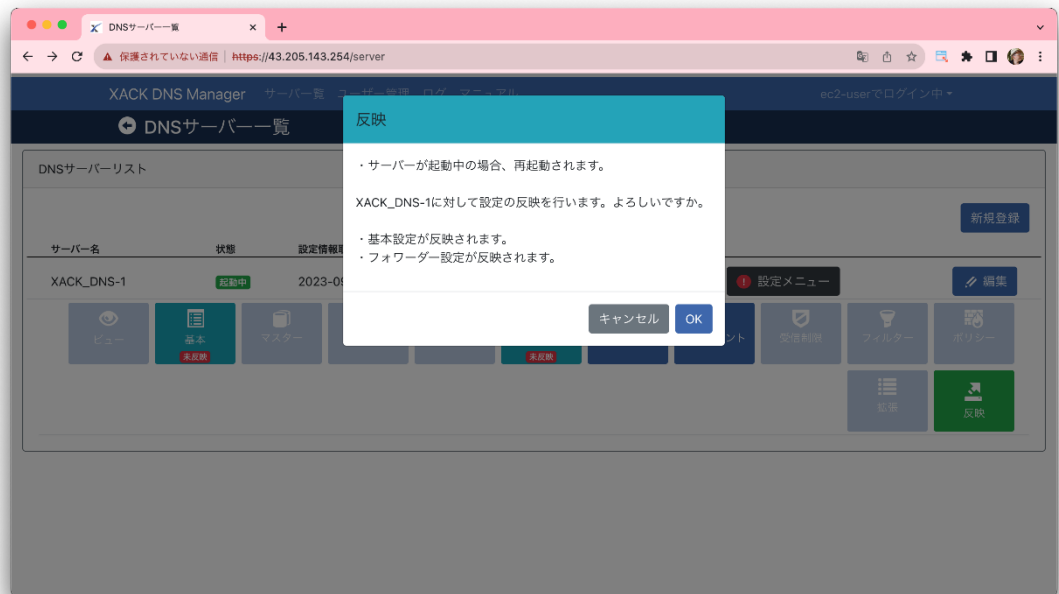 DNSサーバー一覧
保護されていない通信 | https://43.205.143.254/server
XACK DNS Manager サーバー一覧 ユーザー管理 ログ マニュアル ec2-userでログイン中
DNSサーバー一覧
反映
・サーバーが起動中の場合、再起動されます。
XACK_DNS-1に対して設定の反映を行います。よろしいですか。
・基本設定が反映されます。
・フォワーダー設定が反映されます。
キャンセル OK
DNSサーバーリスト
新規登録
サーバー名 状態 設定情報
XACK_DNS-1 起動中 2023-09 設定メニュー 編集
ビュー 基本 マスター ント 受信制限 フィルター ポリシー
未反映 未反映
拡張 反映